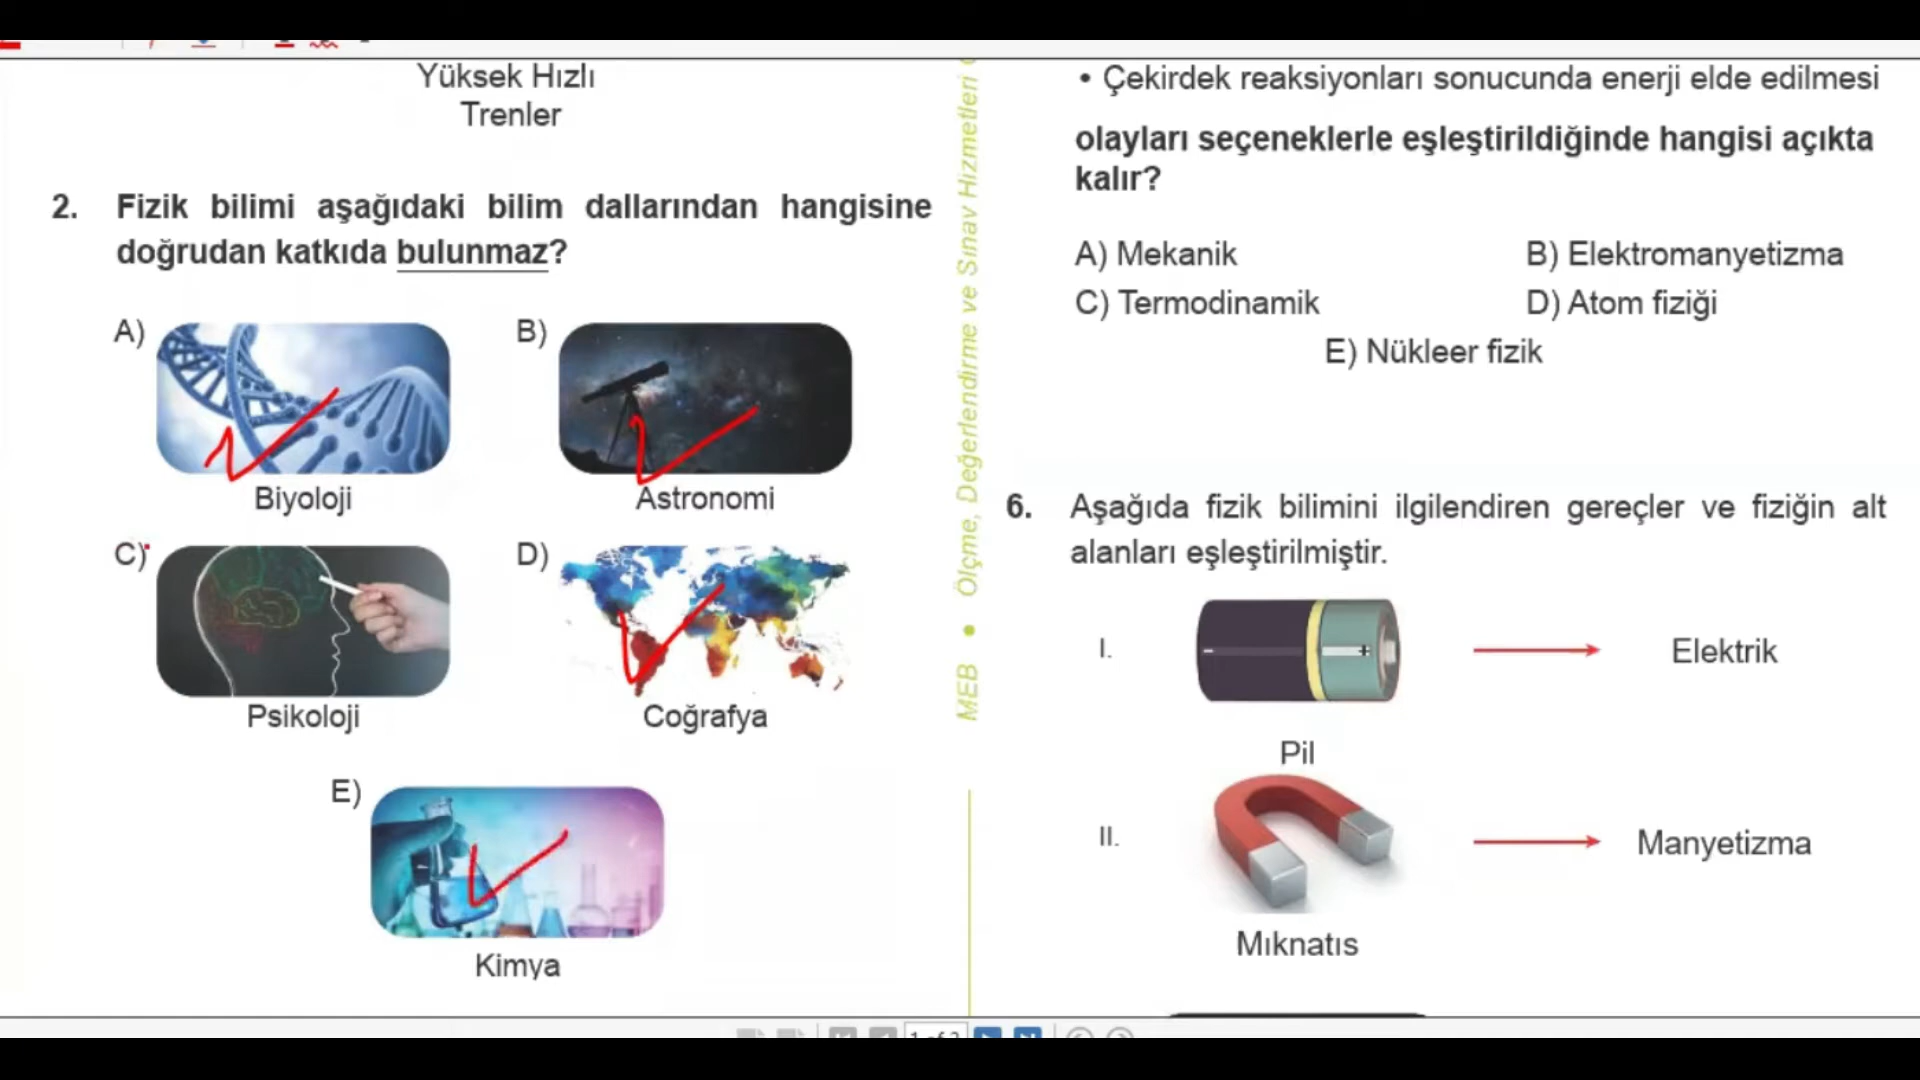 Yüksek Hızlı
Trenler
2. Fizik bilimi aşağıdaki bilim dallarından hangisine
doğrudan katkıda bulunmaz?
A)
Biyoloji
B)
Astronomi
C)
Psikoloji
D)
Coğrafya
E)
Kimya
MEB • Ölçme, Değerlendirme ve Sınav Hizmetleri
• Çekirdek reaksiyonları sonucunda enerji elde edilmesi
olayları seçeneklerle eşleştirildiğinde hangisi açıkta
kalır?
A) Mekanik B) Elektromanyetizma
C) Termodinamik D) Atom fiziği
E) Nükleer fizik
6. Aşağıda fizik bilimini ilgilendiren gereçler ve fiziğin alt
alanları eşleştirilmiştir.
I. - + Elektrik
Pil
II. Manyetizma
Mıknatıs